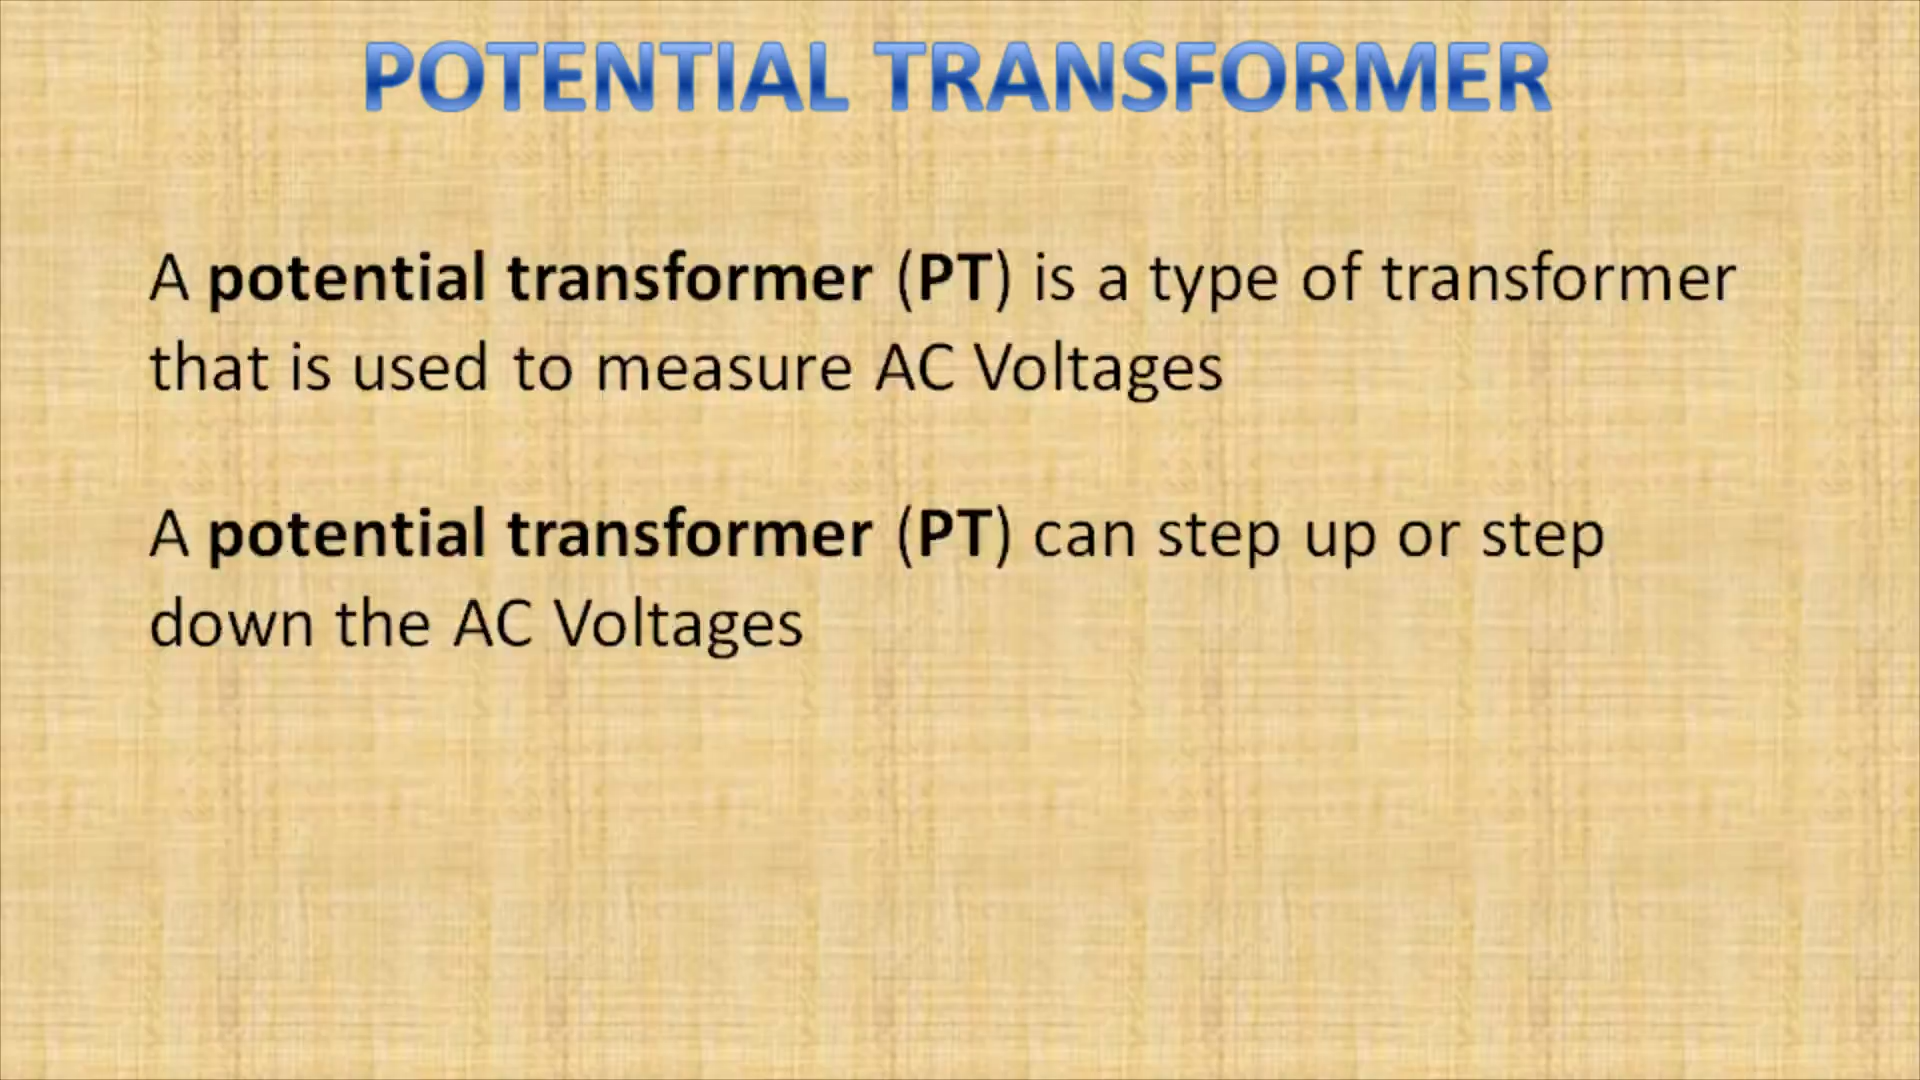 POTENTIAL TRANSFORMER
A potential transformer (PT) is a type of transformer
that is used to measure AC Voltages
A potential transformer (PT) can step up or step
down the AC Voltages